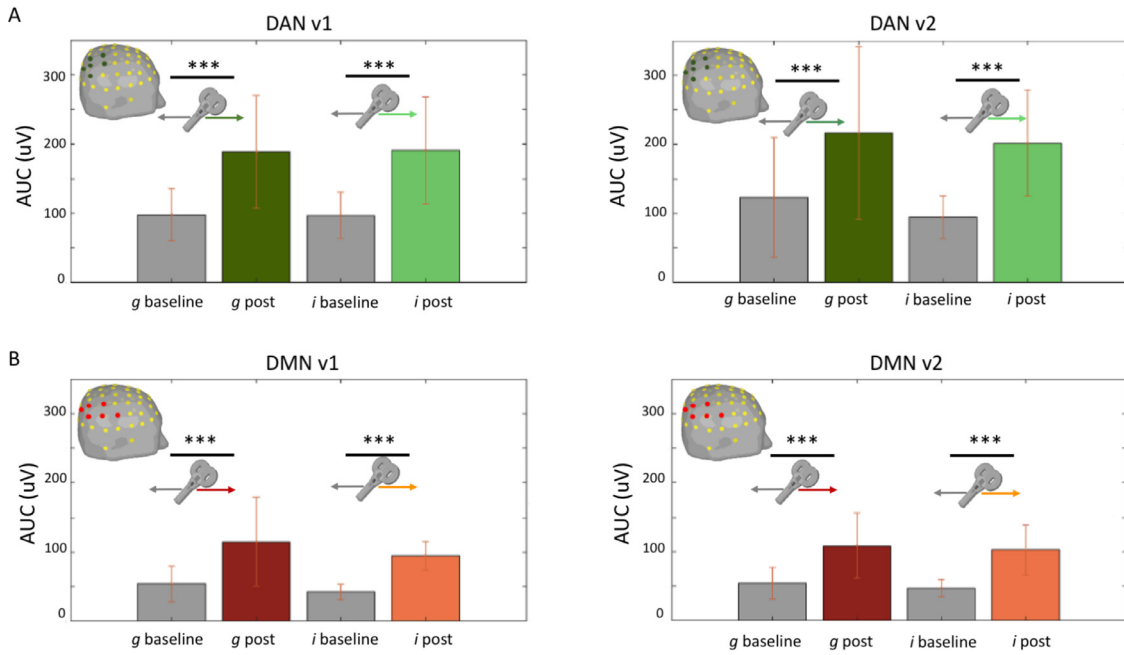 A
DAN v1
DAN v2
AUC (uV)
300
200
100
0
***
***
g baseline
g post
i baseline
i post
AUC (uV)
300
200
100
0
***
***
g baseline
g post
i baseline
i post
B
DMN v1
DMN v2
AUC (uV)
300
200
100
0
***
***
g baseline
g post
i baseline
i post
AUC (uV)
300
200
100
0
***
***
g baseline
g post
i baseline
i post